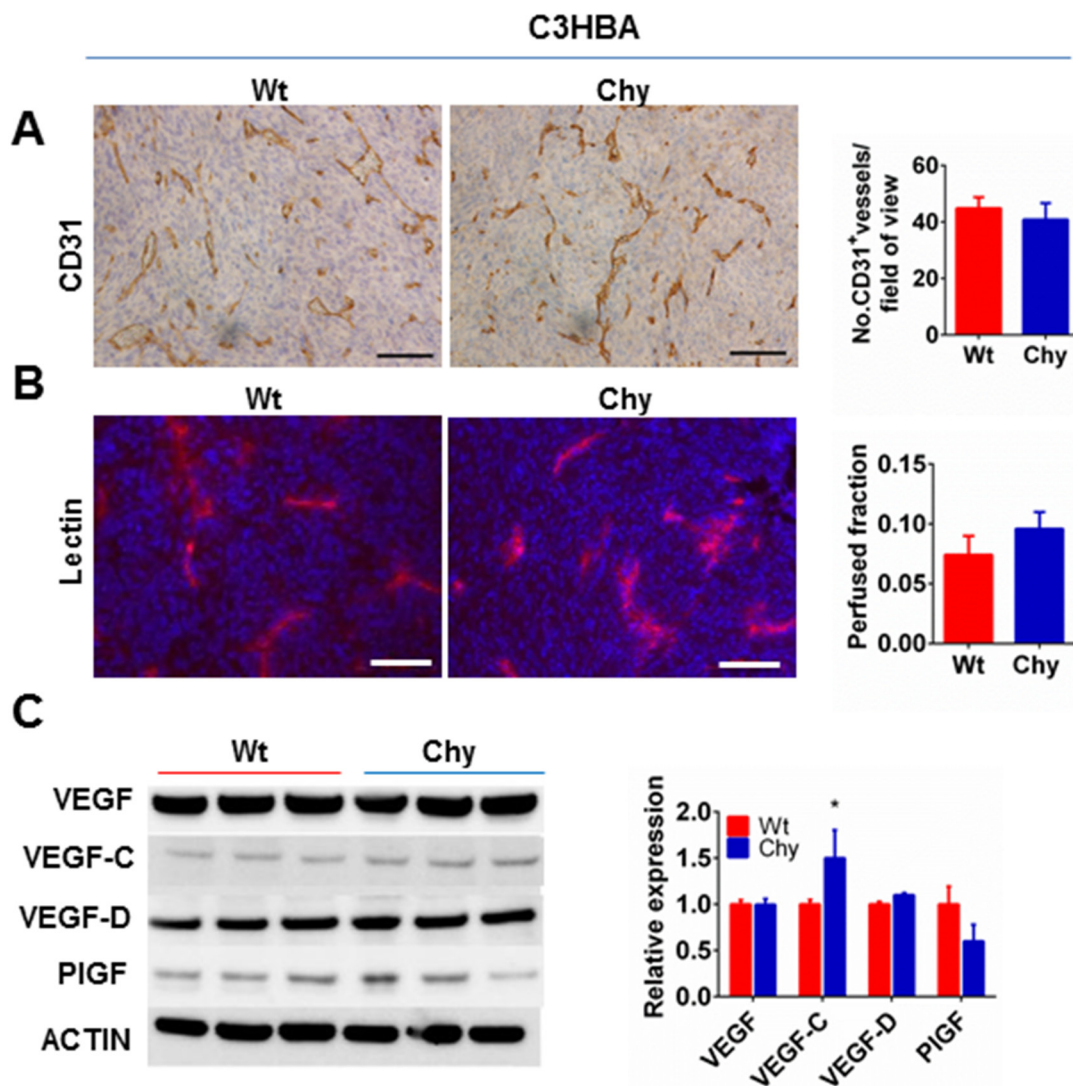 C3HBA
A
Wt
Chy
CD31
No.CD31+vessels/
field of view
60
40
20
0
Wt
Chy
B
Wt
Chy
Lectin
Perfused fraction
0.15
0.10
0.05
0.00
Wt
Chy
C
Wt
Chy
VEGF
VEGF-C
VEGF-D
PIGF
ACTIN
Relative expression
2.0
1.5
1.0
0.5
0.0
Wt
Chy
*
VEGF
VEGF-C
VEGF-D
PIGF